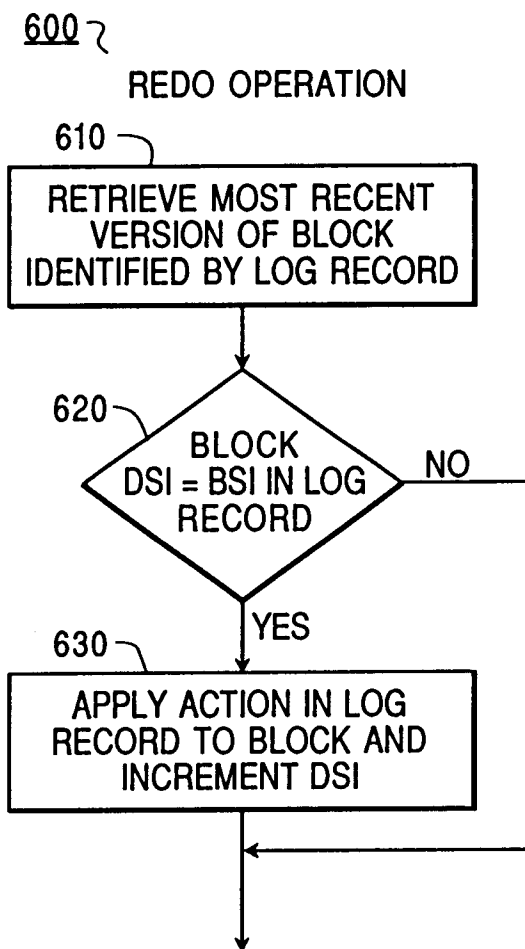 600
REDO OPERATION
610
RETRIEVE MOST RECENT
VERSION OF BLOCK
IDENTIFIED BY LOG RECORD
620
BLOCK
DSI = BSI IN LOG
RECORD
NO
YES
630
APPLY ACTION IN LOG
RECORD TO BLOCK AND
INCREMENT DSI